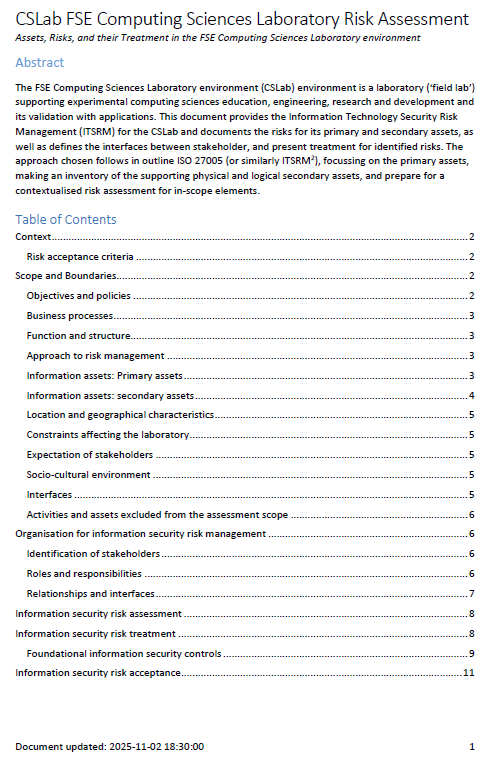 CSLab FSE Computing Sciences Laboratory Risk Assessment
Assets, Risks, and their Treatment in the FSE Computing Sciences Laboratory environment
Abstract
The FSE Computing Sciences Laboratory environment (CSLab) environment is a laboratory (‘field lab’)
supporting experimental computing sciences education, engineering, research and development and
its validation with applications. This document provides the Information Technology Security Risk
Management (ITSRM) for the CSLab and documents the risks for its primary and secondary assets, as
well as defines the interfaces between stakeholder, and present treatment for identified risks. The
approach chosen follows in outline ISO 27005 (or similarly ITSRM²), focussing on the primary assets,
making an inventory of the supporting physical and logical secondary assets, and prepare for a
contextualised risk assessment for in-scope elements.
Table of Contents
Context 2
Risk acceptance criteria 2
Scope and Boundaries 2
Objectives and policies 2
Business processes 3
Function and structure 3
Approach to risk management 3
Information assets: Primary assets 3
Information assets: secondary assets 4
Location and geographical characteristics 5
Constraints affecting the laboratory 5
Expectation of stakeholders 5
Socio-cultural environment 5
Interfaces 5
Activities and assets excluded from the assessment scope 6
Organisation for information security risk management 6
Identification of stakeholders 6
Roles and responsibilities 6
Relationships and interfaces 7
Information security risk assessment 8
Information security risk treatment 8
Foundational information security controls 9
Information security risk acceptance 11
Document updated: 2025-11-02 18:30:00 1